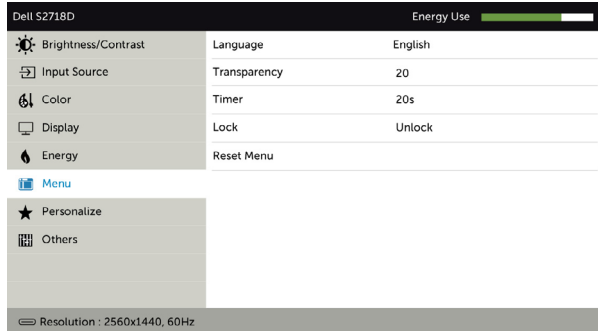 Dell S2718D Energy Use
Brightness/Contrast Language English
Input Source Transparency 20
Color Timer 20s
Display Lock Unlock
Energy Reset Menu
Menu
Personalize
Others
Resolution : 2560x1440, 60Hz